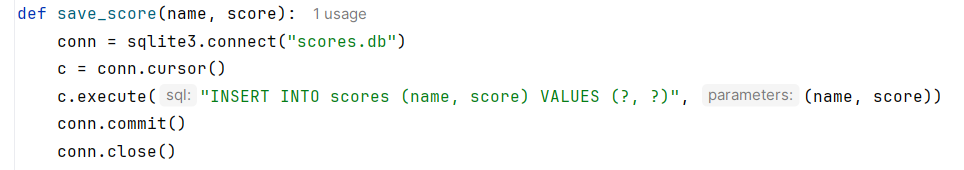 def save_score(name, score):  1 usage
    conn = sqlite3.connect("scores.db")
    c = conn.cursor()
    c.execute( sql: "INSERT INTO scores (name, score) VALUES (?, ?)",  parameters: (name, score))
    conn.commit()
    conn.close()